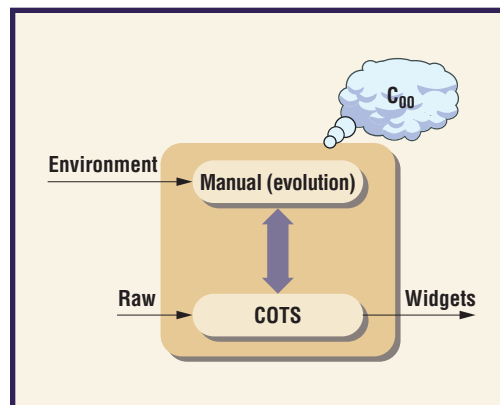 C₀₀
Environment
Manual (evolution)
Raw
COTS
Widgets